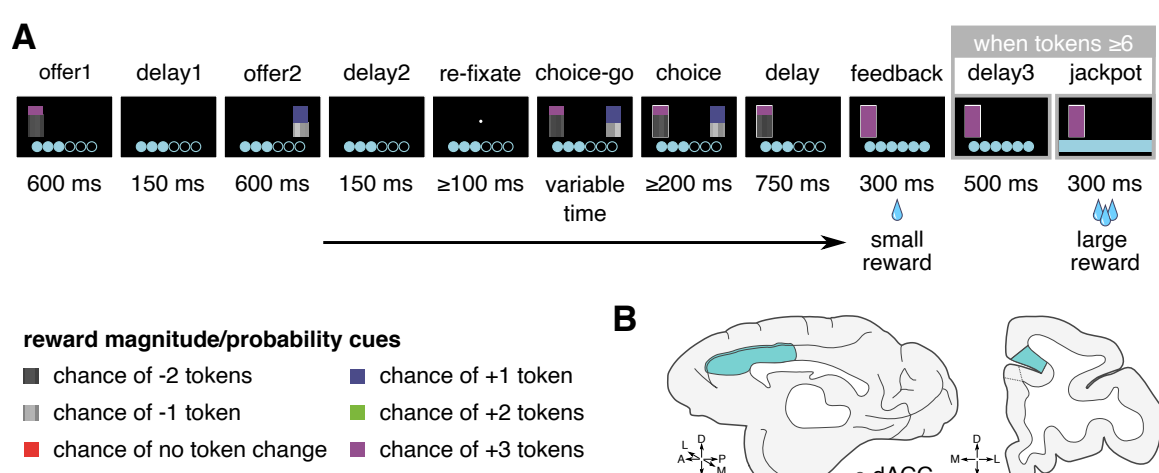 A
when tokens ≥6
offer1 delay1 offer2 delay2 re-fixate choice-go choice delay feedback delay3 jackpot
600 ms 150 ms 600 ms 150 ms ≥100 ms variable time ≥200 ms 750 ms 300 ms 500 ms 300 ms
small reward large reward
reward magnitude/probability cues
chance of -2 tokens chance of +1 token
chance of -1 token chance of +2 tokens
chance of no token change chance of +3 tokens
B
D
L
A P
M
D
M L
dACC